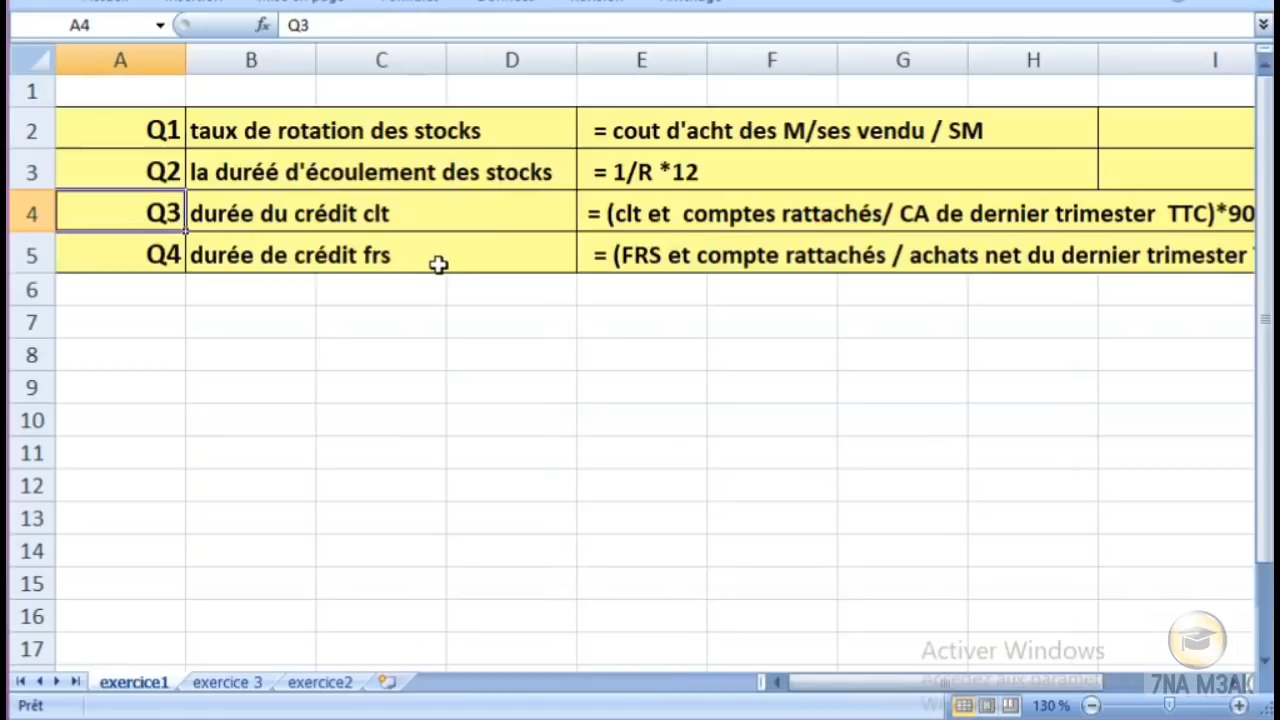 A4 fx Q3
A B C D E F G H I
1
2 Q1 taux de rotation des stocks = cout d'acht des M/ses vendu / SM
3 Q2 la duréé d'écoulement des stocks = 1/R *12
4 Q3 durée du crédit clt = (clt et comptes rattachés/ CA de dernier trimester TTC)*90
5 Q4 durée de crédit frs = (FRS et compte rattachés / achats net du dernier trimester
6
7
8
9
10
11
12
13
14
15
16
17
Activer Windows
7NA M3AK
exercice1 exercice 3 exercice2
Prêt 130 %